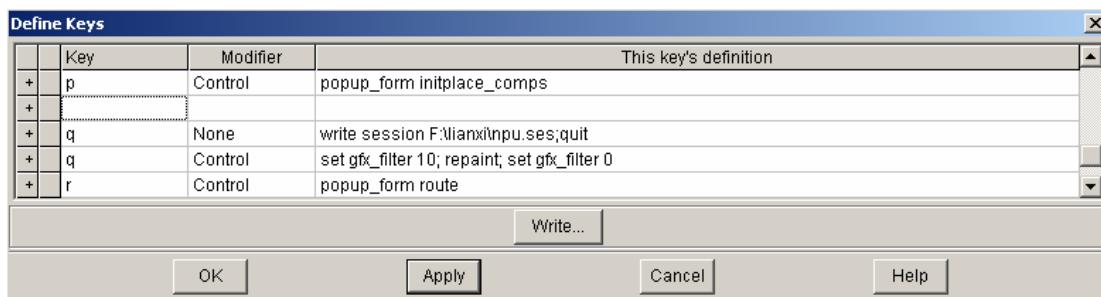 Define Keys
Key Modifier This key's definition
+ p Control popup_form initplace_comps
+
+ q None write session F:\lianxi\npu.ses;quit
+ q Control set gfx_filter 10; repaint; set gfx_filter 0
+ r Control popup_form route
Write...
OK Apply Cancel Help